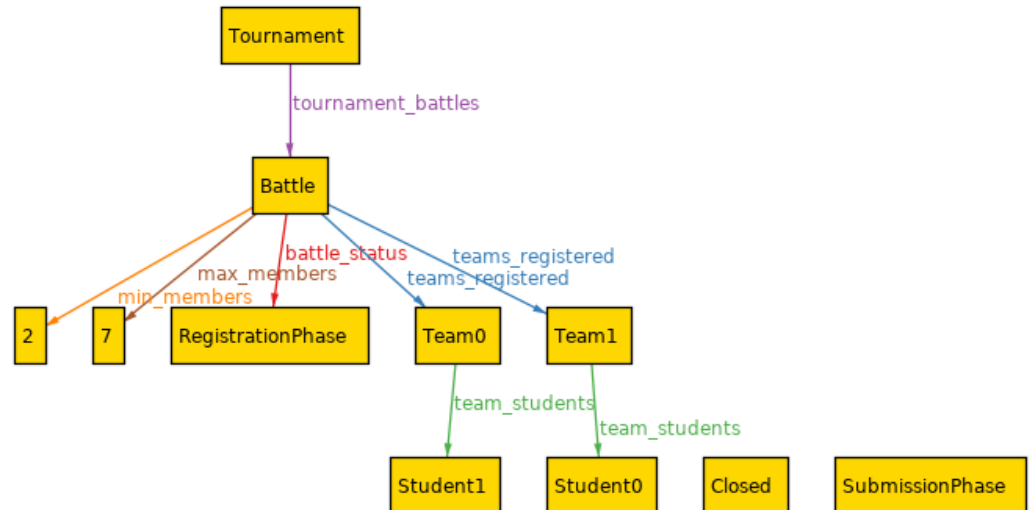 Tournament
tournament_battles
Battle
battle_status
teams_registered
max_members
teams_registered
min_members
2
7
RegistrationPhase
Team0
Team1
team_students
team_students
Student1
Student0
Closed
SubmissionPhase